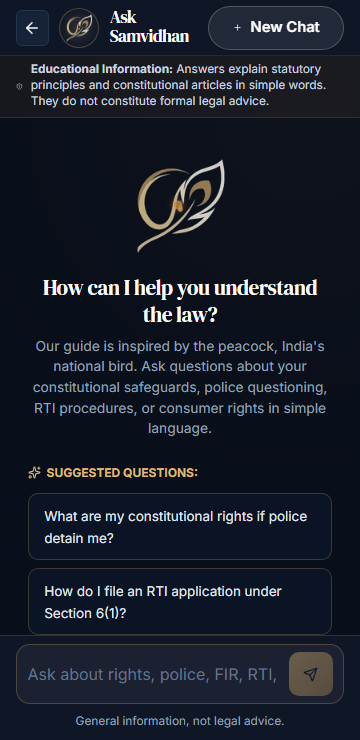 Ask
Samvidhan
+ New Chat
Educational Information: Answers explain statutory
principles and constitutional articles in simple words.
They do not constitute formal legal advice.
How can I help you understand
the law?
Our guide is inspired by the peacock, India's
national bird. Ask questions about your
constitutional safeguards, police questioning,
RTI procedures, or consumer rights in simple
language.
SUGGESTED QUESTIONS:
What are my constitutional rights if police
detain me?
How do I file an RTI application under
Section 6(1)?
Ask about rights, police, FIR, RTI,
General information, not legal advice.